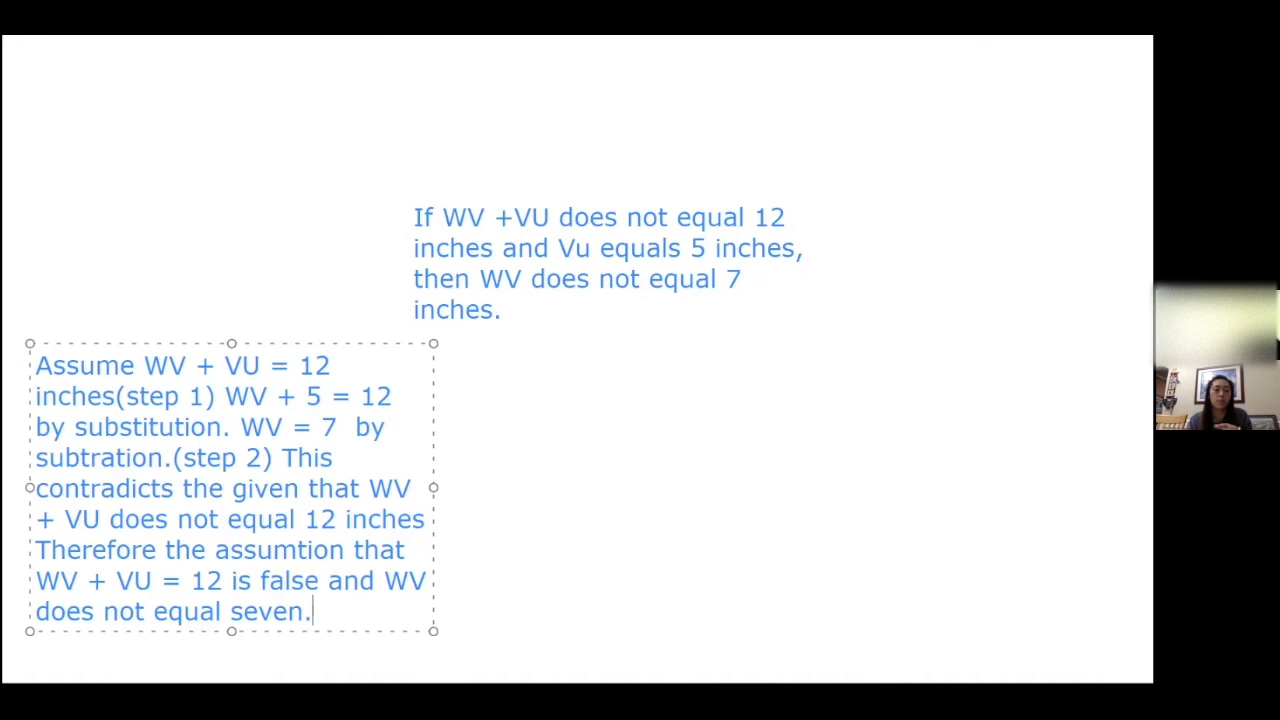 If WV +VU does not equal 12
inches and Vu equals 5 inches,
then WV does not equal 7
inches.
Assume WV + VU = 12
inches(step 1) WV + 5 = 12
by substitution. WV = 7  by
subtration.(step 2) This
contradicts the given that WV
+ VU does not equal 12 inches
Therefore the assumtion that
WV + VU = 12 is false and WV
does not equal seven.